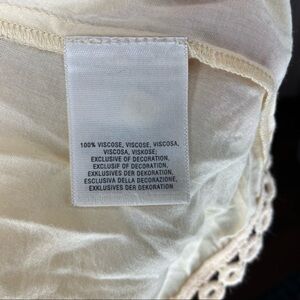 100% VISCOSE, VISCOSE, VISCOSA,
VISCOSA, VISKOSE;
EXCLUSIVE OF DECORATION,
EXCLUSIF OF DECORATION,
EXKLUSIVES DER DEKORATION,
ESCLUSIVA DELLA DECORAZIONE,
EXKLUSIVES DER DEKORATION